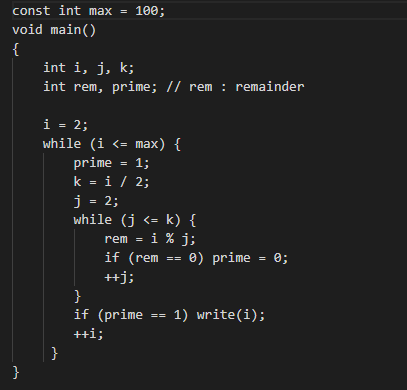 const int max = 100;
void main()
{
    int i, j, k;
    int rem, prime; // rem : remainder

    i = 2;
    while (i <= max) {
        prime = 1;
        k = i / 2;
        j = 2;
        while (j <= k) {
            rem = i % j;
            if (rem == 0) prime = 0;
            ++j;
        }
        if (prime == 1) write(i);
        ++i;
     }
}